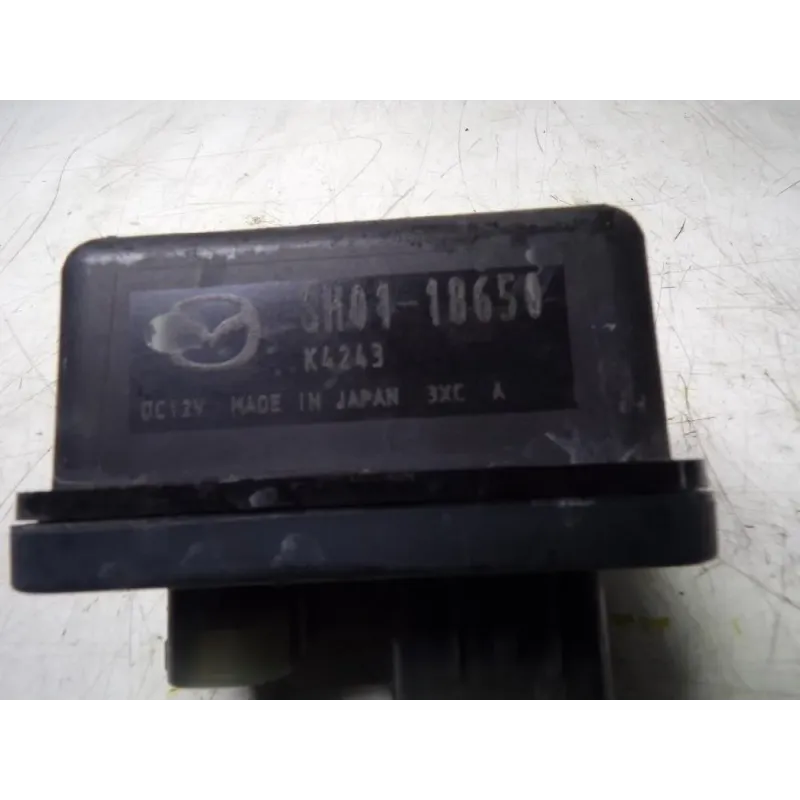 SH01-18650
K4243
DC12V MADE IN JAPAN 3XC A